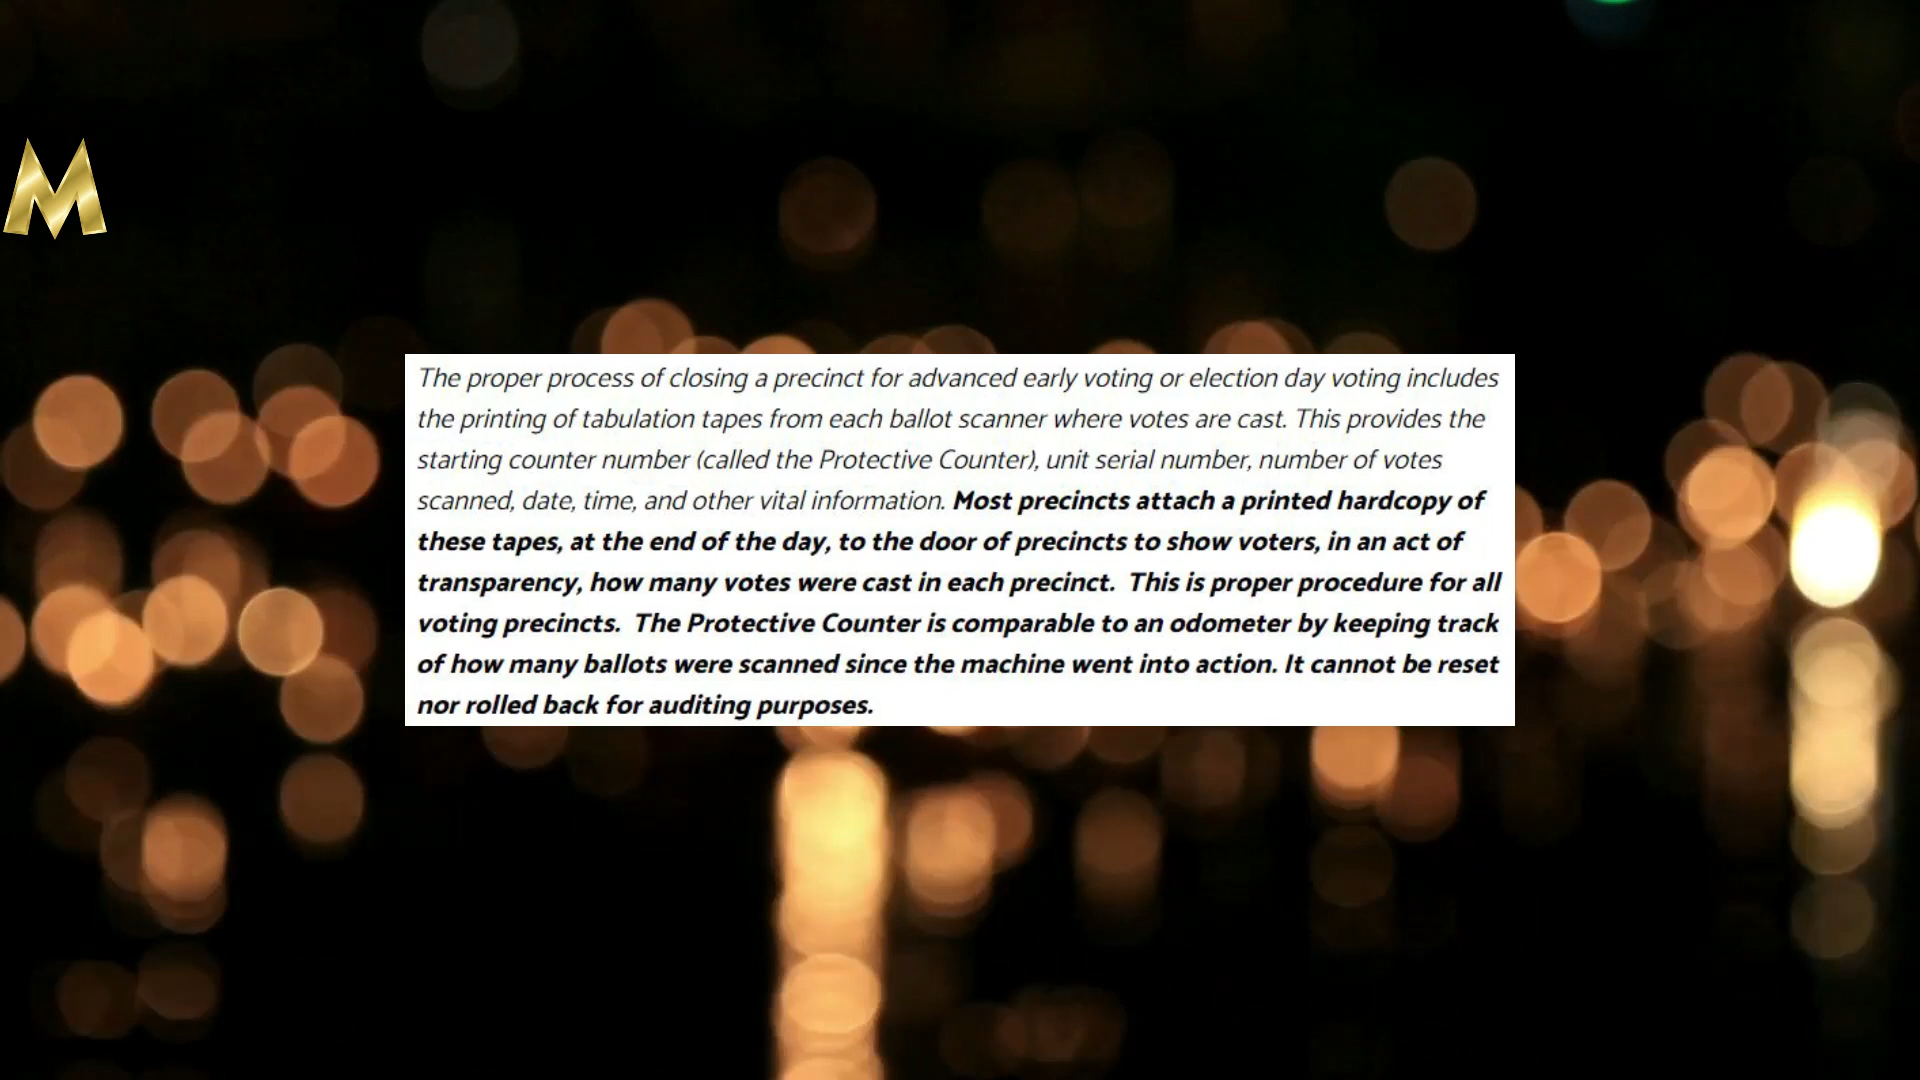 M
The proper process of closing a precinct for advanced early voting or election day voting includes
the printing of tabulation tapes from each ballot scanner where votes are cast. This provides the
starting counter number (called the Protective Counter), unit serial number, number of votes
scanned, date, time, and other vital information. Most precincts attach a printed hardcopy of
these tapes, at the end of the day, to the door of precincts to show voters, in an act of
transparency, how many votes were cast in each precinct.  This is proper procedure for all
voting precincts.  The Protective Counter is comparable to an odometer by keeping track
of how many ballots were scanned since the machine went into action. It cannot be reset
nor rolled back for auditing purposes.